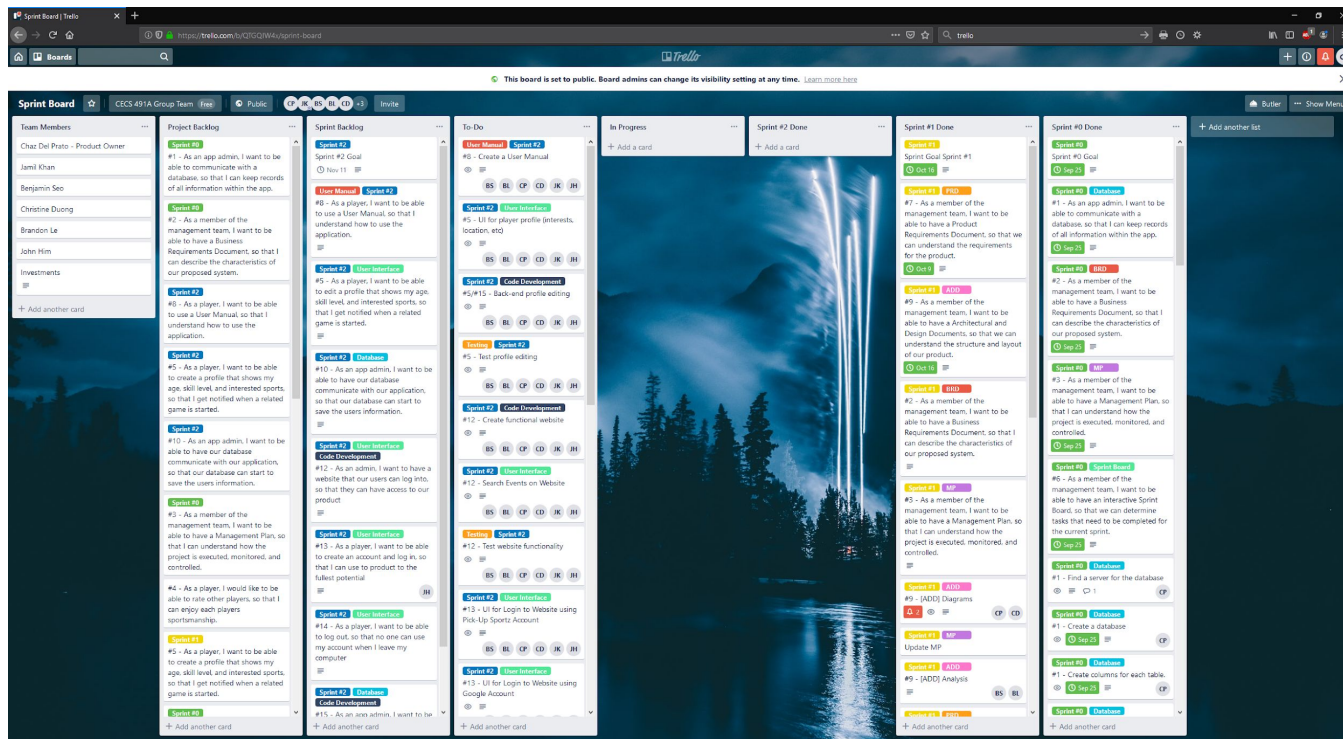 Sprint Board | Trello
https://trello.com/b/QTGQJW4x/sprint-board
trello
Boards
Trello
This board is set to public. Board admins can change its visibility setting at any time. Learn more here
Sprint Board
CECS 491A Group Team Free
Public
CP JK BS BL CD +3
Invite
Butler
Show Menu
Team Members
Chaz Del Prato - Product Owner
Jamil Khan
Benjamin Seo
Christine Duong
Brandon Le
John Him
Investments
+ Add another card
Project Backlog
Sprint #0
#1 - As an app admin, I want to be
able to communicate with a
database, so that I can keep records
of all information within the app.
Sprint #0
#2 - As a member of the
management team, I want to be
able to have a Business
Requirements Document, so that I
can describe the characteristics of
our proposed system.
Sprint #2
#8 - As a player, I want to be able
to use a User Manual, so that I
understand how to use the
application.
Sprint #2
#5 - As a player, I want to be able
to create a profile that shows my
age, skill level, and interested sports,
so that I get notified when a related
game is started.
Sprint #2
#10 - As an app admin, I want to be
able to have our database
communicate with our application,
so that our database can start to
save the users information.
Sprint #0
#3 - As a member of the
management team, I want to be
able to have a Management Plan, so
that I can understand how the
project is executed, monitored, and
controlled.
#4 - As a player, I would like to be
able to rate other players, so that I
can enjoy each players
sportsmanship.
Sprint #1
#5 - As a player, I want to be able
to create a profile that shows my
age, skill level, and interested sports,
so that I get notified when a related
game is started.
Sprint #0
+ Add another card
Sprint Backlog
Sprint #2
Sprint #2 Goal
Nov 11
User Manual Sprint #2
#8 - As a player, I want to be able
to use a User Manual, so that I
understand how to use the
application.
Sprint #2 User Interface
#5 - As a player, I want to be able
to edit a profile that shows my age,
skill level, and interested sports, so
that I get notified when a related
game is started.
Sprint #2 Database
#10 - As an app admin, I want to be
able to have our database
communicate with our application,
so that our database can start to
save the users information.
Sprint #2 User Interface
Code Development
#12 - As an admin, I want to have a
website that our users can log into,
so that they can have access to our
product
Sprint #2 User Interface
#13 - As a player, I want to be able
to create an account and log in, so
that I can use to product to the
fullest potential
JH
Sprint #2 User Interface
#14 - As a player, I want to be able
to log out, so that no one can use
my account when I leave my
computer
Sprint #2 Database
Code Development
#15 - As an app admin, I want to be
+ Add another card
To-Do
User Manual Sprint #2
#8 - Create a User Manual
BS BL CP CD JK JH
Sprint #2 User Interface
#5 - UI for player profile (interests,
location, etc)
BS BL CP CD JK JH
Sprint #2 Code Development
#5/#15 - Back-end profile editing
BS BL CP CD JK JH
Testing Sprint #2
#5 - Test profile editing
BS BL CP CD JK JH
Sprint #2 Code Development
#12 - Create functional website
BS BL CP CD JK JH
Sprint #2 User Interface
#12 - Search Events on Website
BS BL CP CD JK JH
Testing Sprint #2
#12 - Test website functionality
BS BL CP CD JK JH
Sprint #2 User Interface
#13 - UI for Login to Website using
Pick-Up Sportz Account
BS BL CP CD JK JH
Sprint #2 User Interface
#13 - UI for Login to Website using
Google Account
+ Add another card
In Progress
+ Add a card
Sprint #2 Done
+ Add a card
Sprint #1 Done
Sprint #1
Sprint Goal Sprint #1
Oct 16
Sprint #1 PRD
#7 - As a member of the
management team, I want to be
able to have a Product
Requirements Document, so that we
can understand the requirements
for the product.
Oct 9
Sprint #1 ADD
#9 - As a member of the
management team, I want to be
able to have a Architectural and
Design Documents, so that we can
understand the structure and layout
of our product.
Oct 16
Sprint #1 BRD
#2 - As a member of the
management team, I want to be
able to have a Business
Requirements Document, so that I
can describe the characteristics of
our proposed system.
Sprint #1 MP
#3 - As a member of the
management team, I want to be
able to have a Management Plan, so
that I can understand how the
project is executed, monitored, and
controlled.
Sprint #1 ADD
#9 - [ADD] Diagrams
2 CP CD
Sprint #1 MP
Update MP
Sprint #1 ADD
#9 - [ADD] Analysis
BS BL
Sprint #1 PRD
+ Add another card
Sprint #0 Done
Sprint #0
Sprint #0 Goal
Sep 25
Sprint #0 Database
#1 - As an app admin, I want to be
able to communicate with a
database, so that I can keep records
of all information within the app.
Sep 25
Sprint #0 BRD
#2 - As a member of the
management team, I want to be
able to have a Business
Requirements Document, so that I
can describe the characteristics of
our proposed system.
Sep 25
Sprint #0 MP
#3 - As a member of the
management team, I want to be
able to have a Management Plan, so
that I can understand how the
project is executed, monitored, and
controlled.
Sep 25
Sprint #0 Sprint Board
#6 - As a member of the
management team, I want to be
able to have an interactive Sprint
Board, so that we can determine
tasks that need to be completed for
the current sprint.
Sep 25
Sprint #0 Database
#1 - Find a server for the database
1 CP
Sprint #0 Database
#1 - Create a database
Sep 25 CP
Sprint #0 Database
#1 - Create columns for each table.
Sep 25 CP
Sprint #0 Database
+ Add another card
+ Add another list